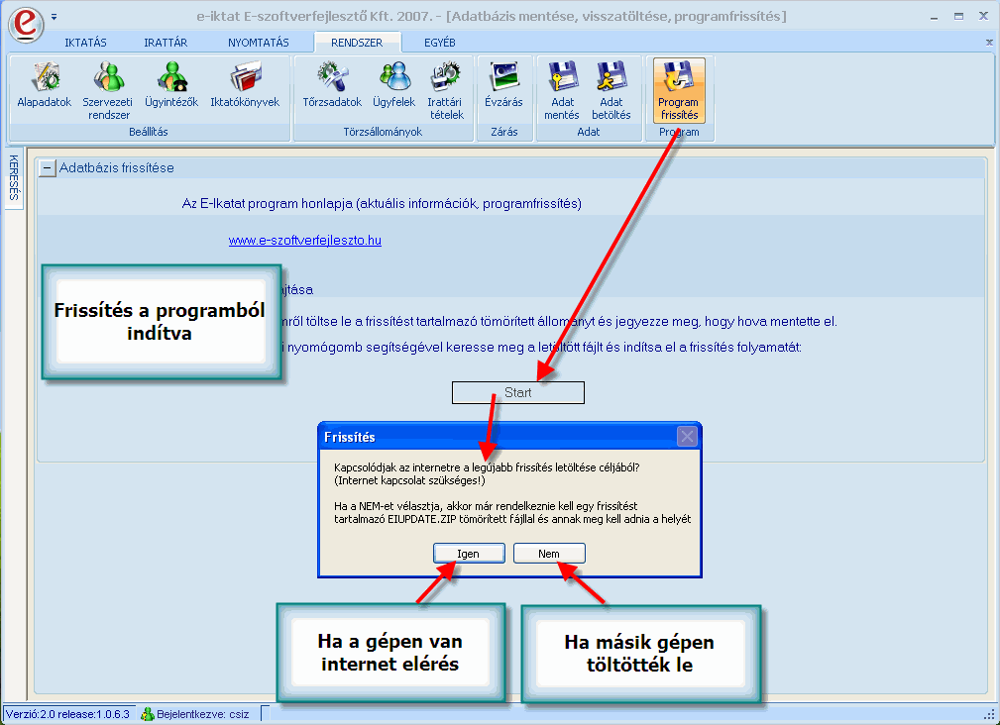 e-iktat E-szoftverfejlesztő Kft. 2007. - [Adatbázis mentése, visszatöltése, programfrissítés]
IKTATÁS IRATTÁR NYOMTATÁS RENDSZER EGYÉB
Alapadatok
Szervezeti
rendszer
Ügyintézők
Iktatókönyvek
Beállítás
Törzsadatok
Ügyfelek
Irattári
tételek
Törzsállományok
Évzárás
Zárás
Adat
mentés
Adat
betöltés
Adat
Program
frissítés
Program
KERESÉS
Adatbázis frissítése
Az E-Ikatat program honlapja (aktuális információk, programfrissítés)
www.e-szoftverfejleszto.hu
Frissítés a programból
indítva
töltse le a frissítést tartalmazó tömörített állományt és jegyezze meg, hogy hova mentette el.
nyomógomb segítségével keresse meg a letöltött fájlt és indítsa el a frissítés folyamatát:
Start
Frissítés
Kapcsolódjak az internetre a legújabb frissítés letöltése céljából?
(Internet kapcsolat szükséges!)
Ha a NEM-et választja, akkor már rendelkeznie kell egy frissítést
tartalmazó EIUPDATE.ZIP tömörített fájllal és annak meg kell adnia a helyét
Igen Nem
Ha a gépen van
internet elérés
Ha másik gépen
töltötték le
Verzió:2.0 release:1.0.6.3 Bejelentkezve: csiz